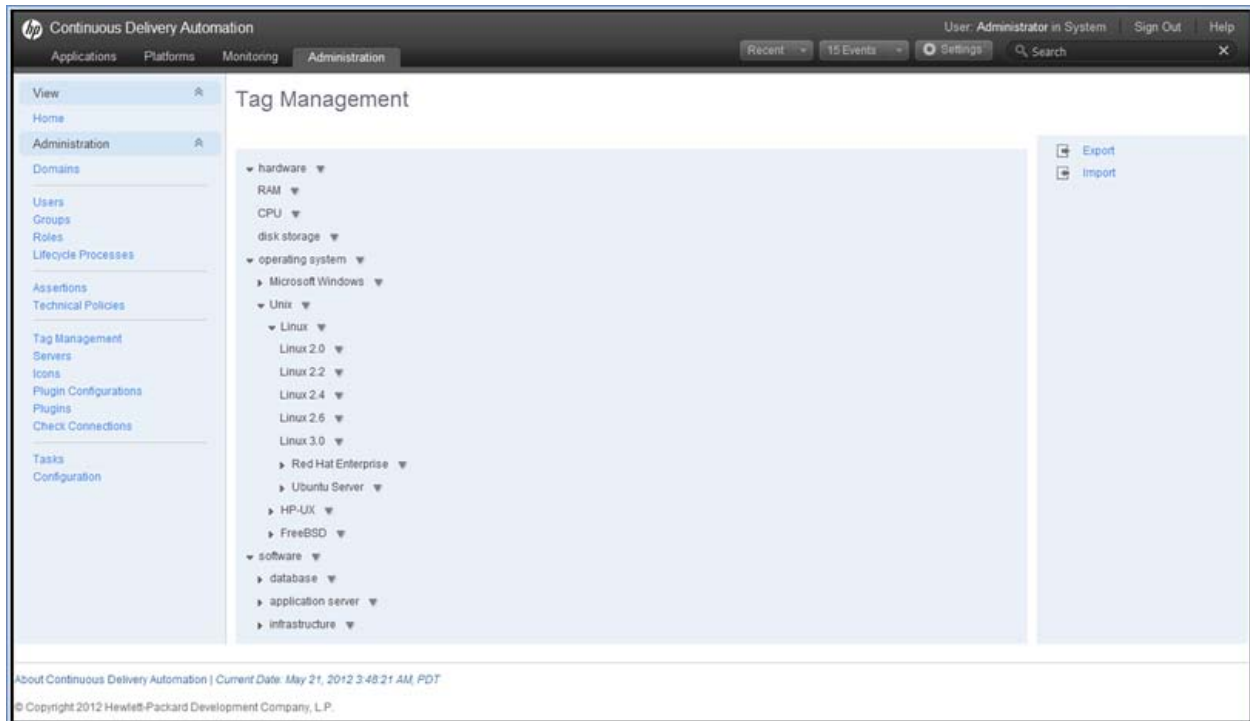 hp Continuous Delivery Automation
User: Administrator in System Sign Out Help
Applications Platforms Monitoring Administration
Recent 15 Events Settings Search
View
Home
Administration
Domains
Users
Groups
Roles
Lifecycle Processes
Assertions
Technical Policies
Tag Management
Servers
Icons
Plugin Configurations
Plugins
Check Connections
Tasks
Configuration
Tag Management
hardware
RAM
CPU
disk storage
operating system
Microsoft Windows
Unix
Linux
Linux 2.0
Linux 2.2
Linux 2.4
Linux 2.6
Linux 3.0
Red Hat Enterprise
Ubuntu Server
HP-UX
FreeBSD
software
database
application server
infrastructure
Export
Import
About Continuous Delivery Automation | Current Date: May 21, 2012 3:48:21 AM, PDT
© Copyright 2012 Hewlett-Packard Development Company, L.P.